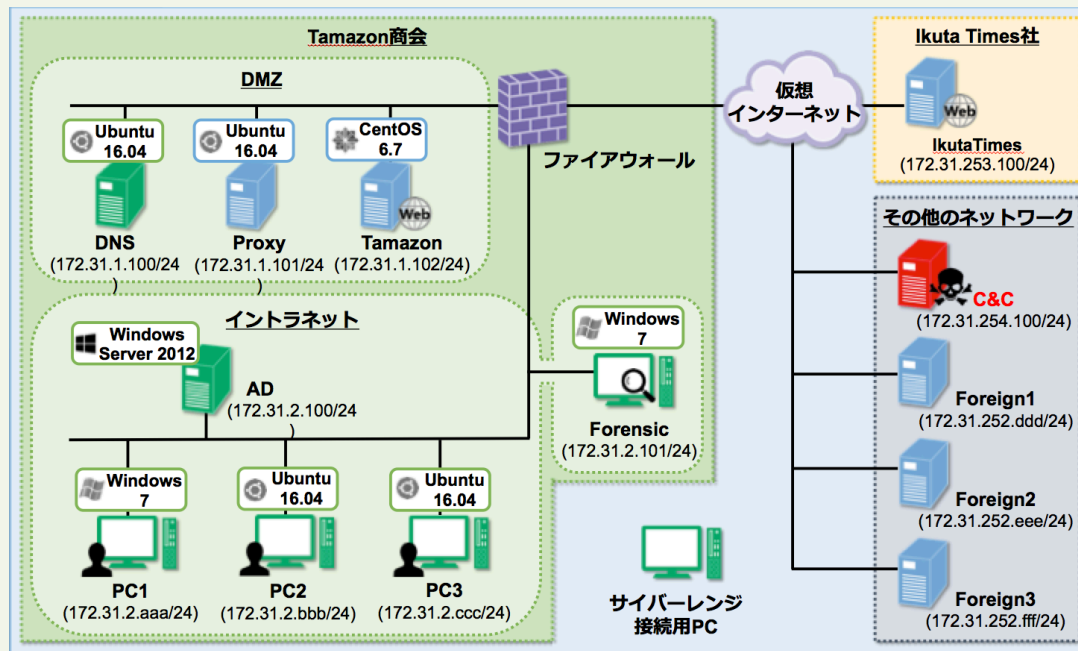 Tamazon商会
DMZ
Ubuntu
16.04
Ubuntu
16.04
CentOS
6.7
Web
DNS
(172.31.1.100/24
)
Proxy
(172.31.1.101/24
)
Tamazon
(172.31.1.102/24)
ファイアウォール
仮想
インターネット
Ikuta Times社
Web
IkutaTimes
(172.31.253.100/24)
その他のネットワーク
C&C
(172.31.254.100/24)
Foreign1
(172.31.252.ddd/24)
Foreign2
(172.31.252.eee/24)
Foreign3
(172.31.252.fff/24)
イントラネット
Windows
Server 2012
AD
(172.31.2.100/24
)
Windows
7
Forensic
(172.31.2.101/24)
Windows
7
Ubuntu
16.04
Ubuntu
16.04
PC1
(172.31.2.aaa/24)
PC2
(172.31.2.bbb/24)
PC3
(172.31.2.ccc/24)
サイバーレンジ
接続用PC